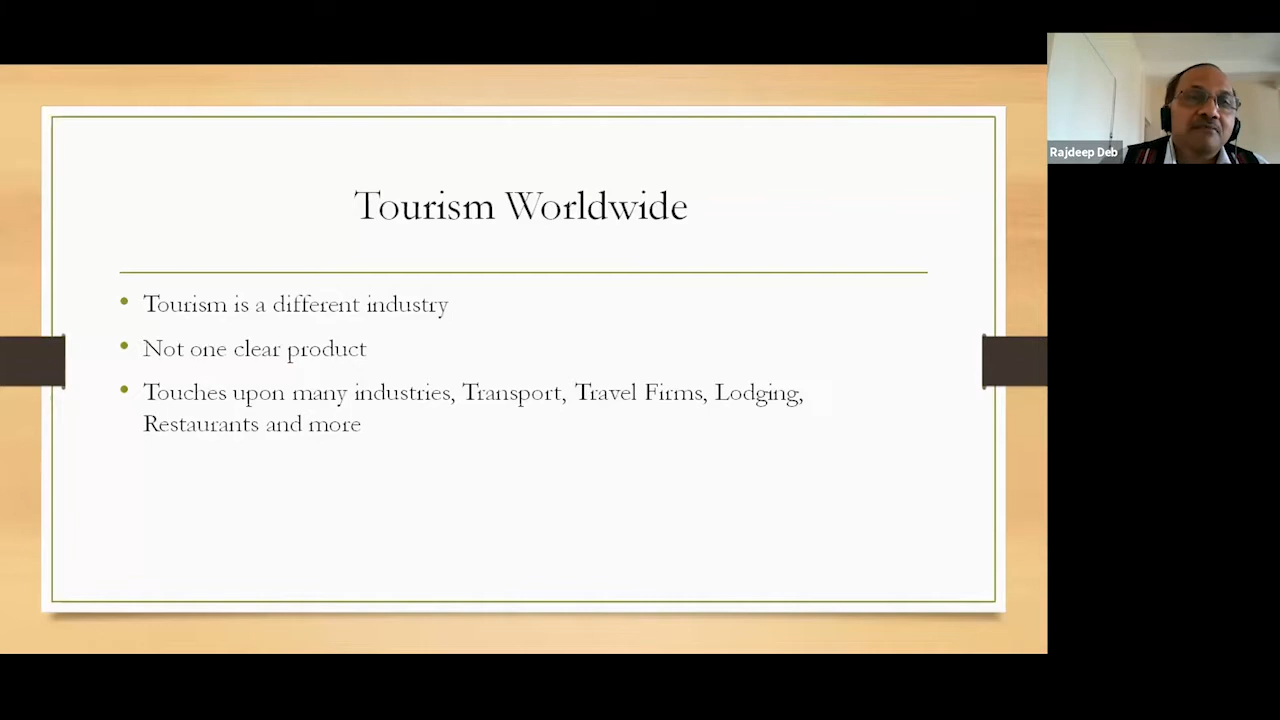 Tourism Worldwide
• Tourism is a different industry
• Not one clear product
• Touches upon many industries, Transport, Travel Firms, Lodging,
Restaurants and more
Rajdeep Deb